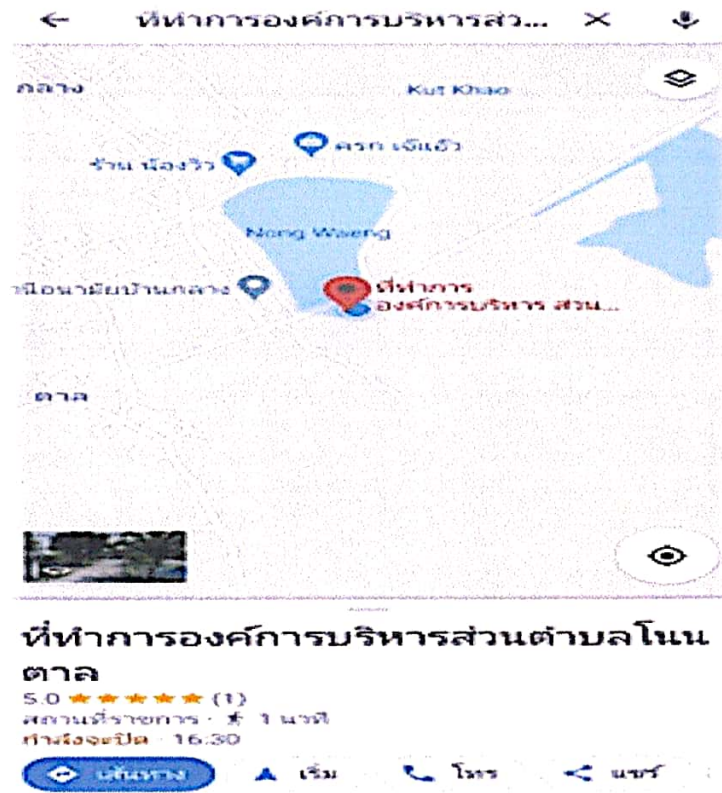 ที่ทำการองค์การบริหารส่ว...
กลาง
Kut Khao
ร้าน น้องวิว
ครก เจ๊แอ๊ว
Nong Waeng
บ้านกลาง
ที่ทำการ
องค์การบริหาร ส่วน...
ตาล
ที่ทำการองค์การบริหารส่วนตำบลโนน
ตาล
5.0 (1)
สถานที่ราชการ · 1 นาที
กำลังจะปิด · 16:30
เส้นทาง
เริ่ม
โทร
แชร์